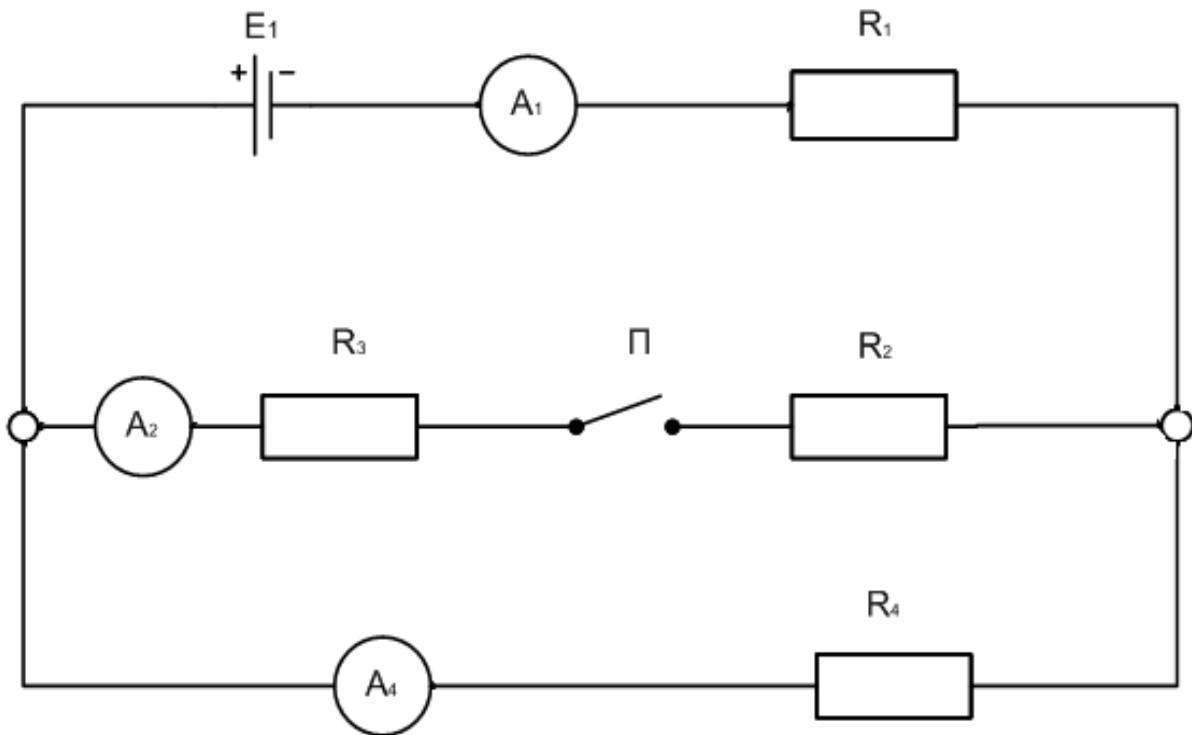 E₁
R₁
+ −
A₁
R₃ П R₂
A₂
R₄
A₄